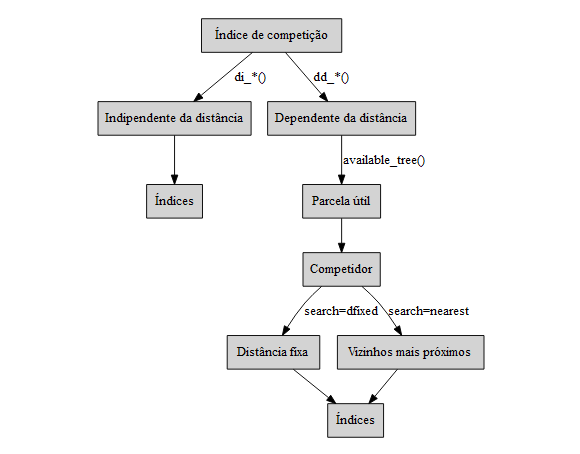 Índice de competição
di_*()
dd_*()
Indipendente da distância
Dependente da distância
available_tree()
Índices
Parcela útil
Competidor
search=dfixed
search=nearest
Distância fixa
Vizinhos mais próximos
Índices